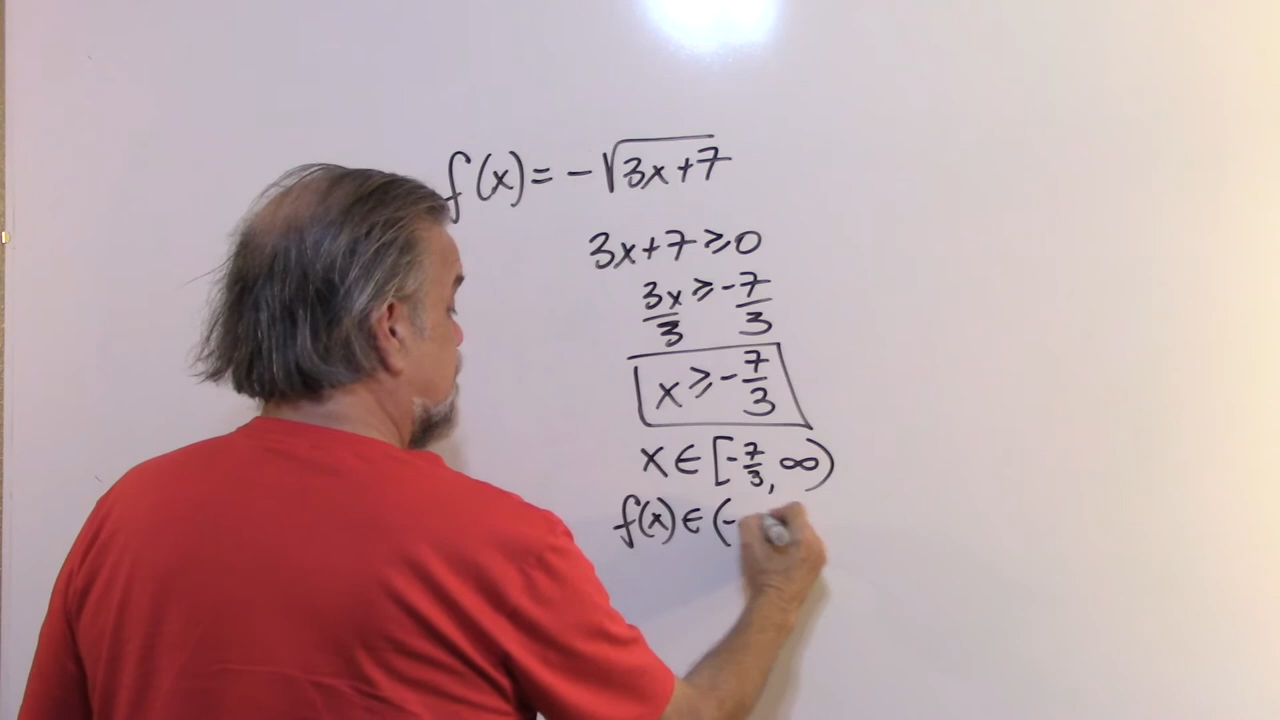 f(x) = -√3x+7
3x+7 ≥ 0
3x/3 ≥ -7/3
x ≥ -7/3
x ∈ [-7/3, ∞)
f(x) ∈ (-